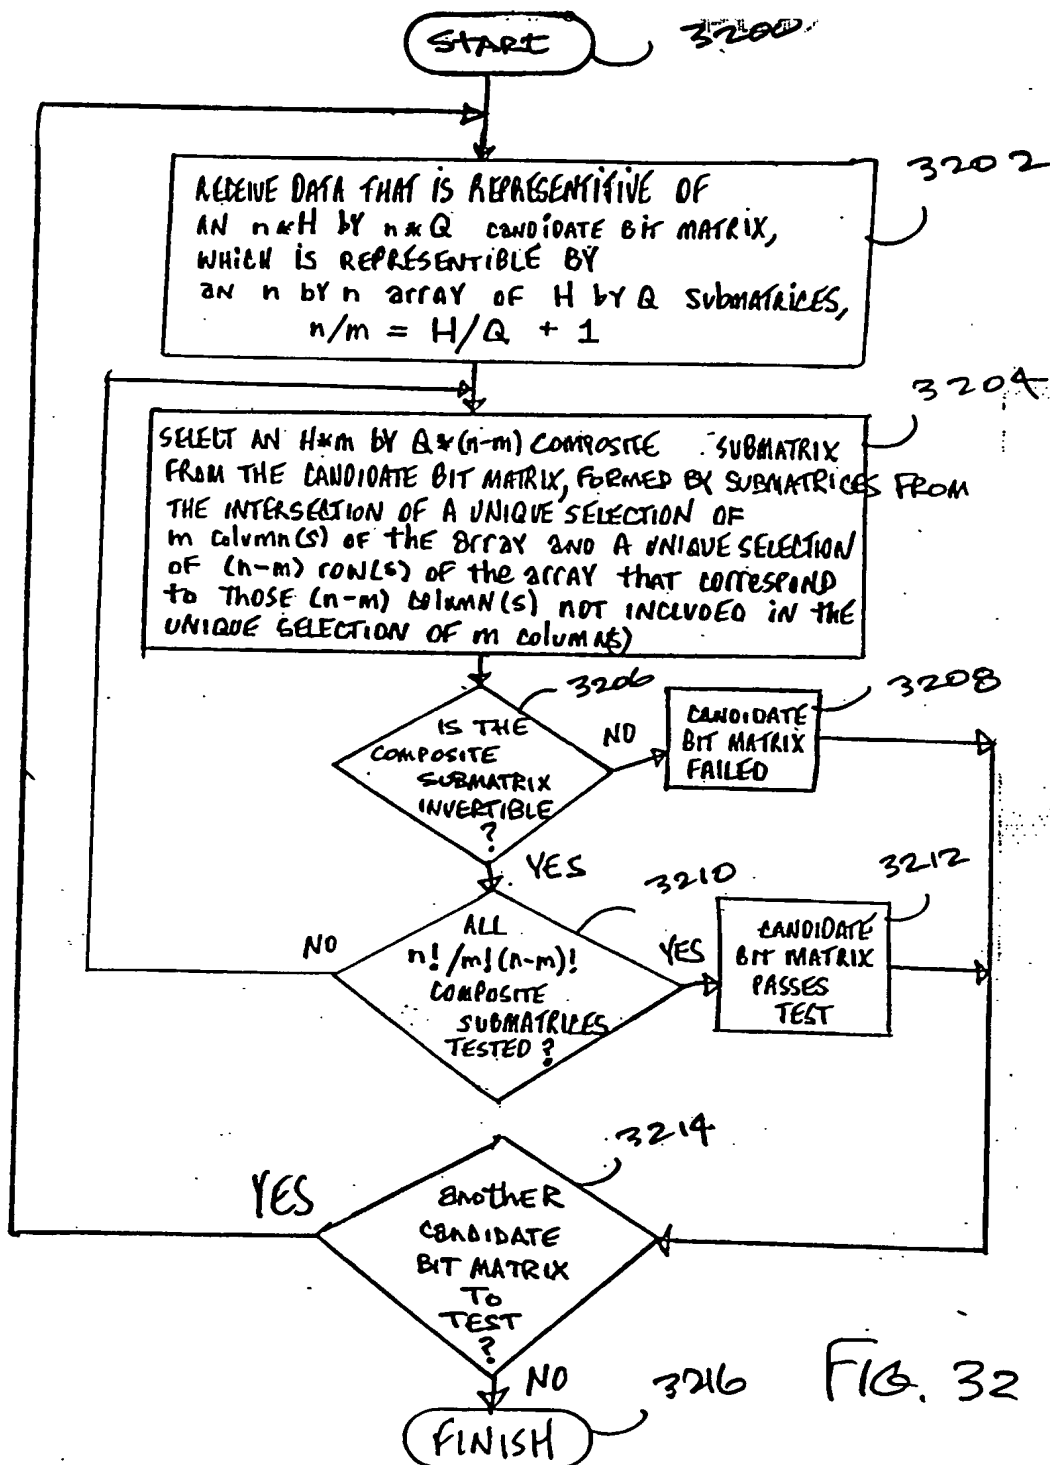 START
3200
3202
RECEIVE DATA THAT IS REPRESENTITIVE OF
AN n*H BY n*Q CANDIDATE BIT MATRIX,
WHICH IS REPRESENTIBLE BY
AN n BY n ARRAY OF H BY Q SUBMATRICES,
n/m = H/Q + 1
3204
SELECT AN H*m BY Q*(n-m) COMPOSITE SUBMATRIX
FROM THE CANDIDATE BIT MATRIX, FORMED BY SUBMATRICES FROM
THE INTERSECTION OF A UNIQUE SELECTION OF
m column(s) OF the array AND A UNIQUE SELECTION
OF (n-m) ROW(s) OF the array that correspond
to THOSE (n-m) COLUMN(s) NOT INCLUDED IN THE
UNIQUE SELECTION OF m columN(s)
3206
IS THE
COMPOSITE
SUBMATRIX
INVERTIBLE
?
NO
3208
CANDIDATE
BIT MATRIX
FAILED
YES
3210
ALL
n!/m!(n-m)!
COMPOSITE
SUBMATRICES
TESTED?
NO
YES
3212
CANDIDATE
BIT MATRIX
PASSES
TEST
3214
anotheR
CANDIDATE
BIT MATRIX
To
TEST
?
YES
NO
3216
FINISH
FIG. 32